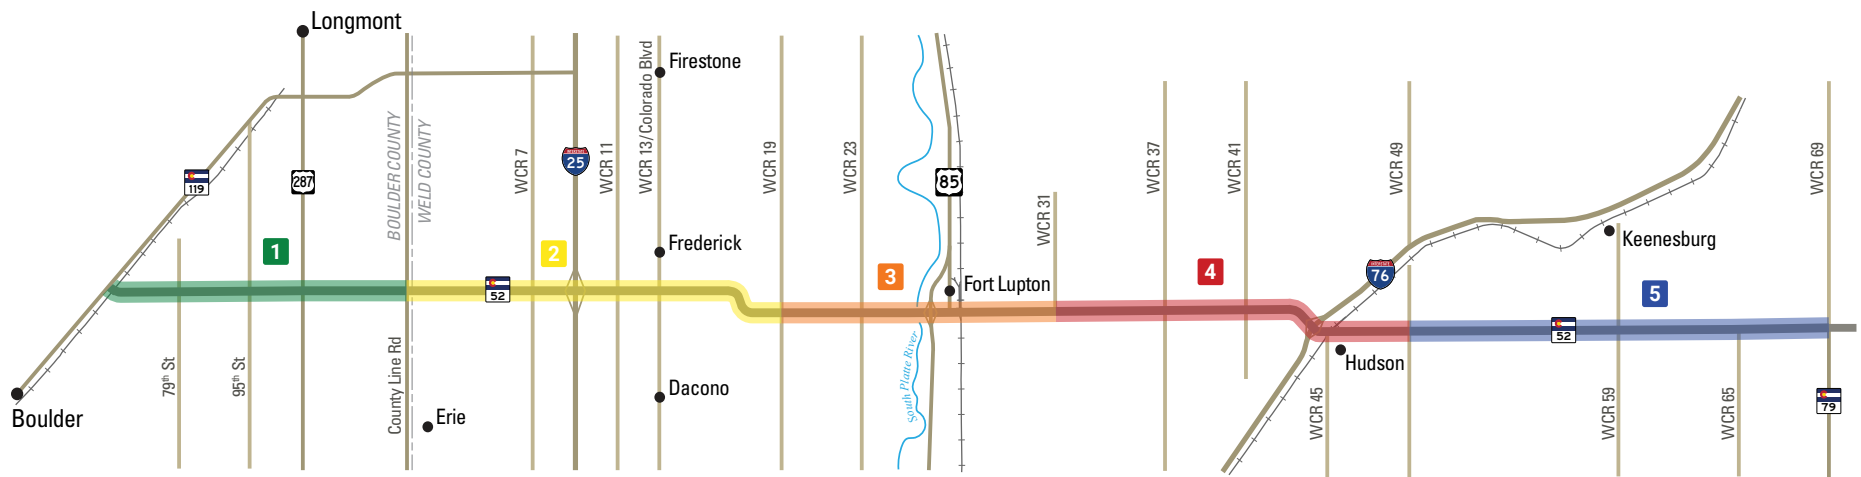 Longmont
Firestone
BOULDER COUNTY
WELD COUNTY
WCR 7
25
WCR 11
WCR 13/Colorado Blvd
WCR 19
WCR 23
85
WCR 31
WCR 37
WCR 41
WCR 49
WCR 69
119
287
1
2
Frederick
3
4
76
Keenesburg
52
Fort Lupton
5
52
79th St
95th St
County Line Rd
South Platte River
Hudson
Boulder
Erie
Dacono
WCR 45
WCR 59
WCR 65
79